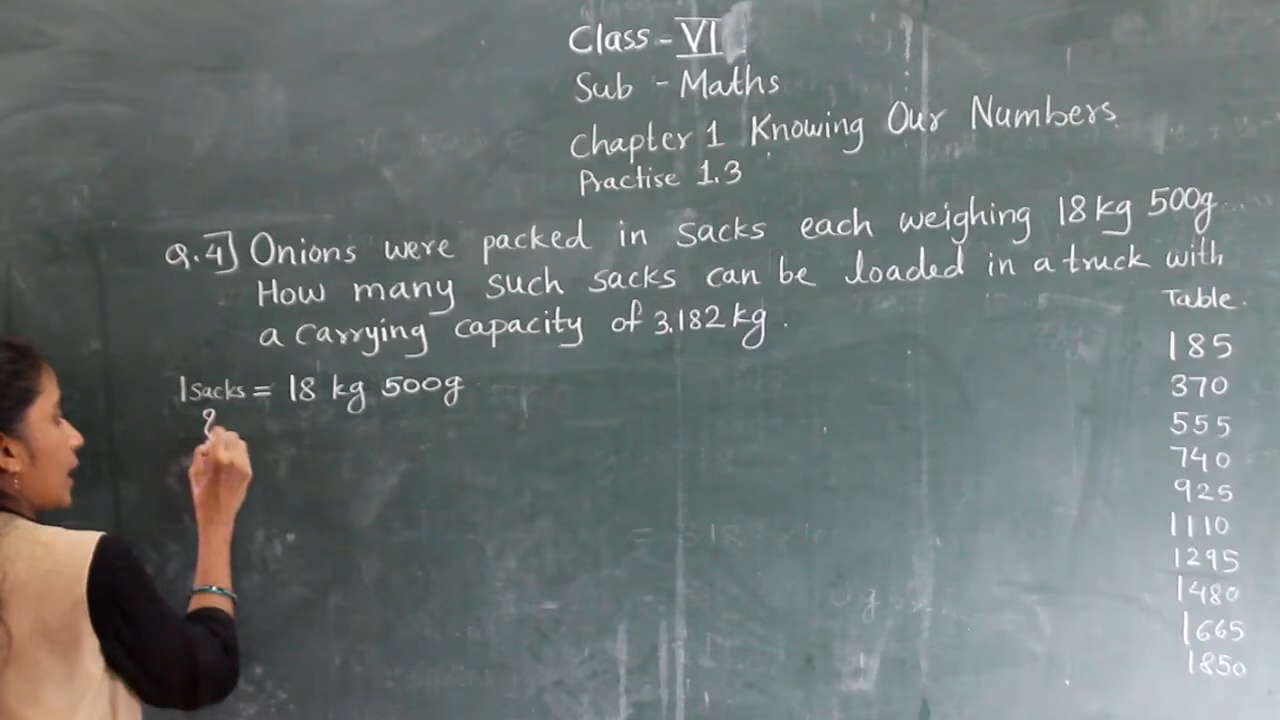 Class - VI
Sub - Maths
Chapter 1 Knowing Our Numbers
Practise 1.3
Q.4] Onions were packed in sacks each weighing 18 kg 500g
How many such sacks can be loaded in a truck with
a carrying capacity of 3,182 kg.
1 Sacks = 18 kg 500g
Table.
185
370
555
740
925
1110
1295
1480
1665
1850